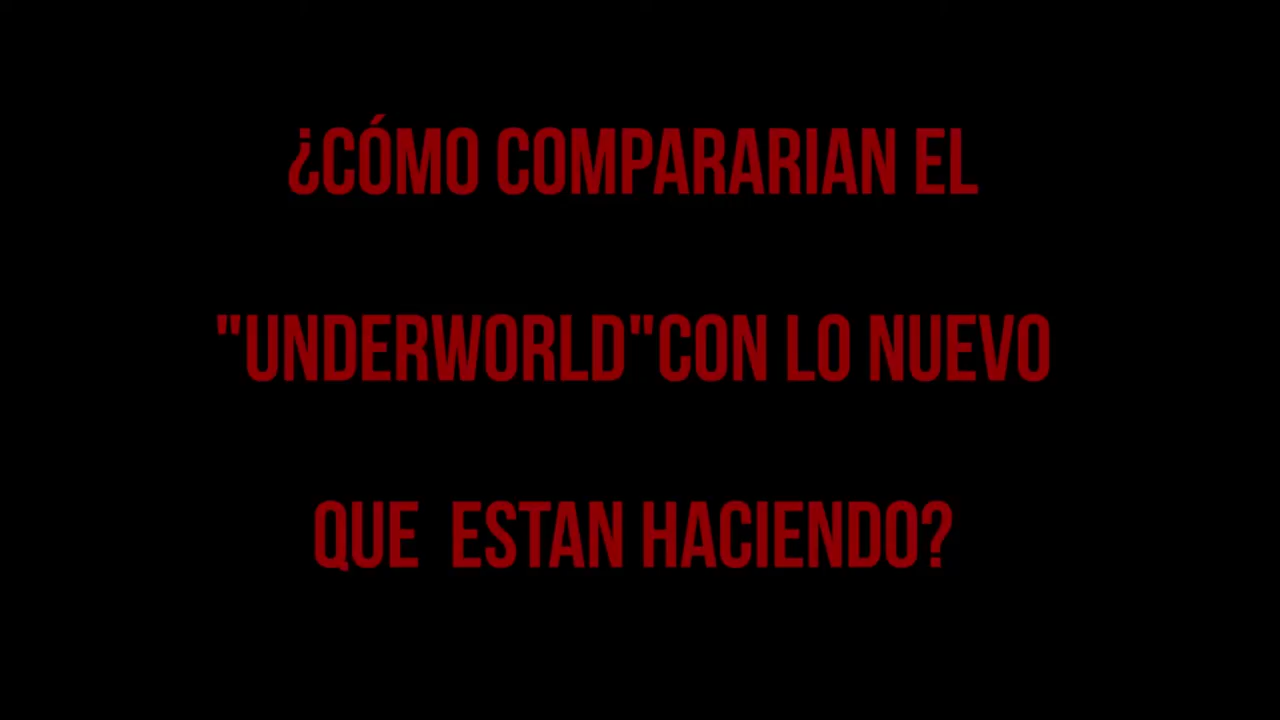 ¿CÓMO COMPARARIAN EL
"UNDERWORLD"CON LO NUEVO
QUE  ESTAN HACIENDO?